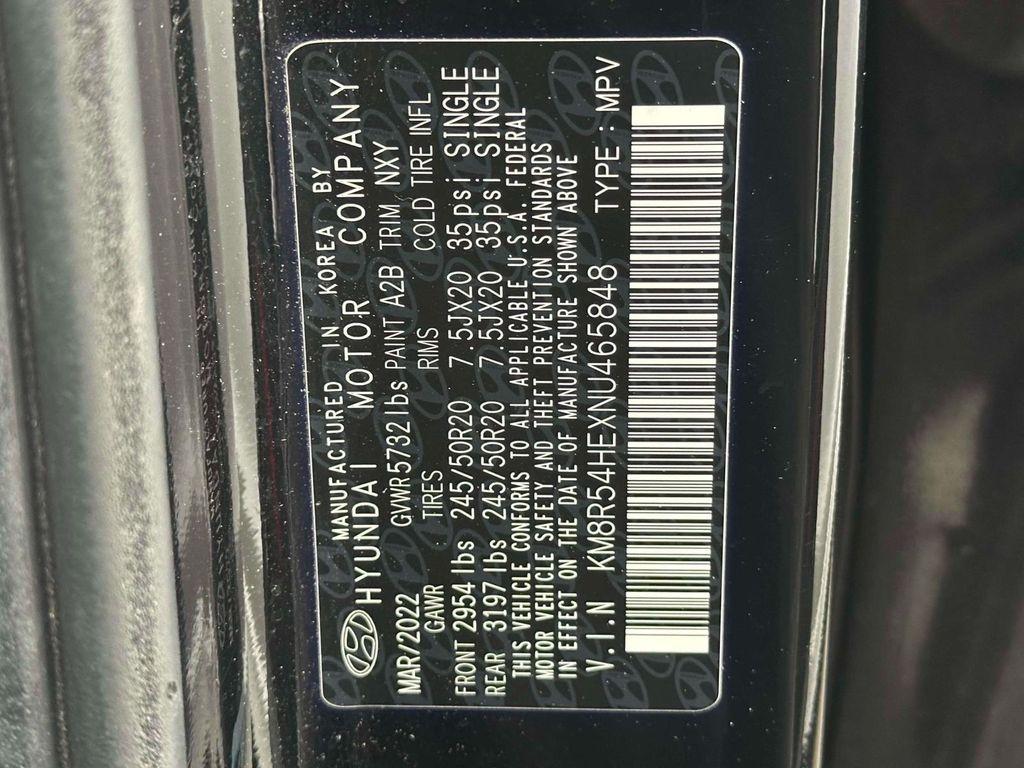 MANUFACTURED IN KOREA BY
HYUNDAI MOTOR COMPANY
MAR/2022 GVWR 5732 lbs PAINT A2B TRIM NXY
GAWR TIRES RIMS COLD TIRE INFL
FRONT 2954 lbs 245/50R20 7.5JX20 35psi SINGLE
REAR 3197 lbs 245/50R20 7.5JX20 35psi SINGLE
THIS VEHICLE CONFORMS TO ALL APPLICABLE U.S.A. FEDERAL
MOTOR VEHICLE SAFETY AND THEFT PREVENTION STANDARDS
IN EFFECT ON THE DATE OF MANUFACTURE SHOWN ABOVE
V.I.N KM8R54HEXNU465848 TYPE : MPV